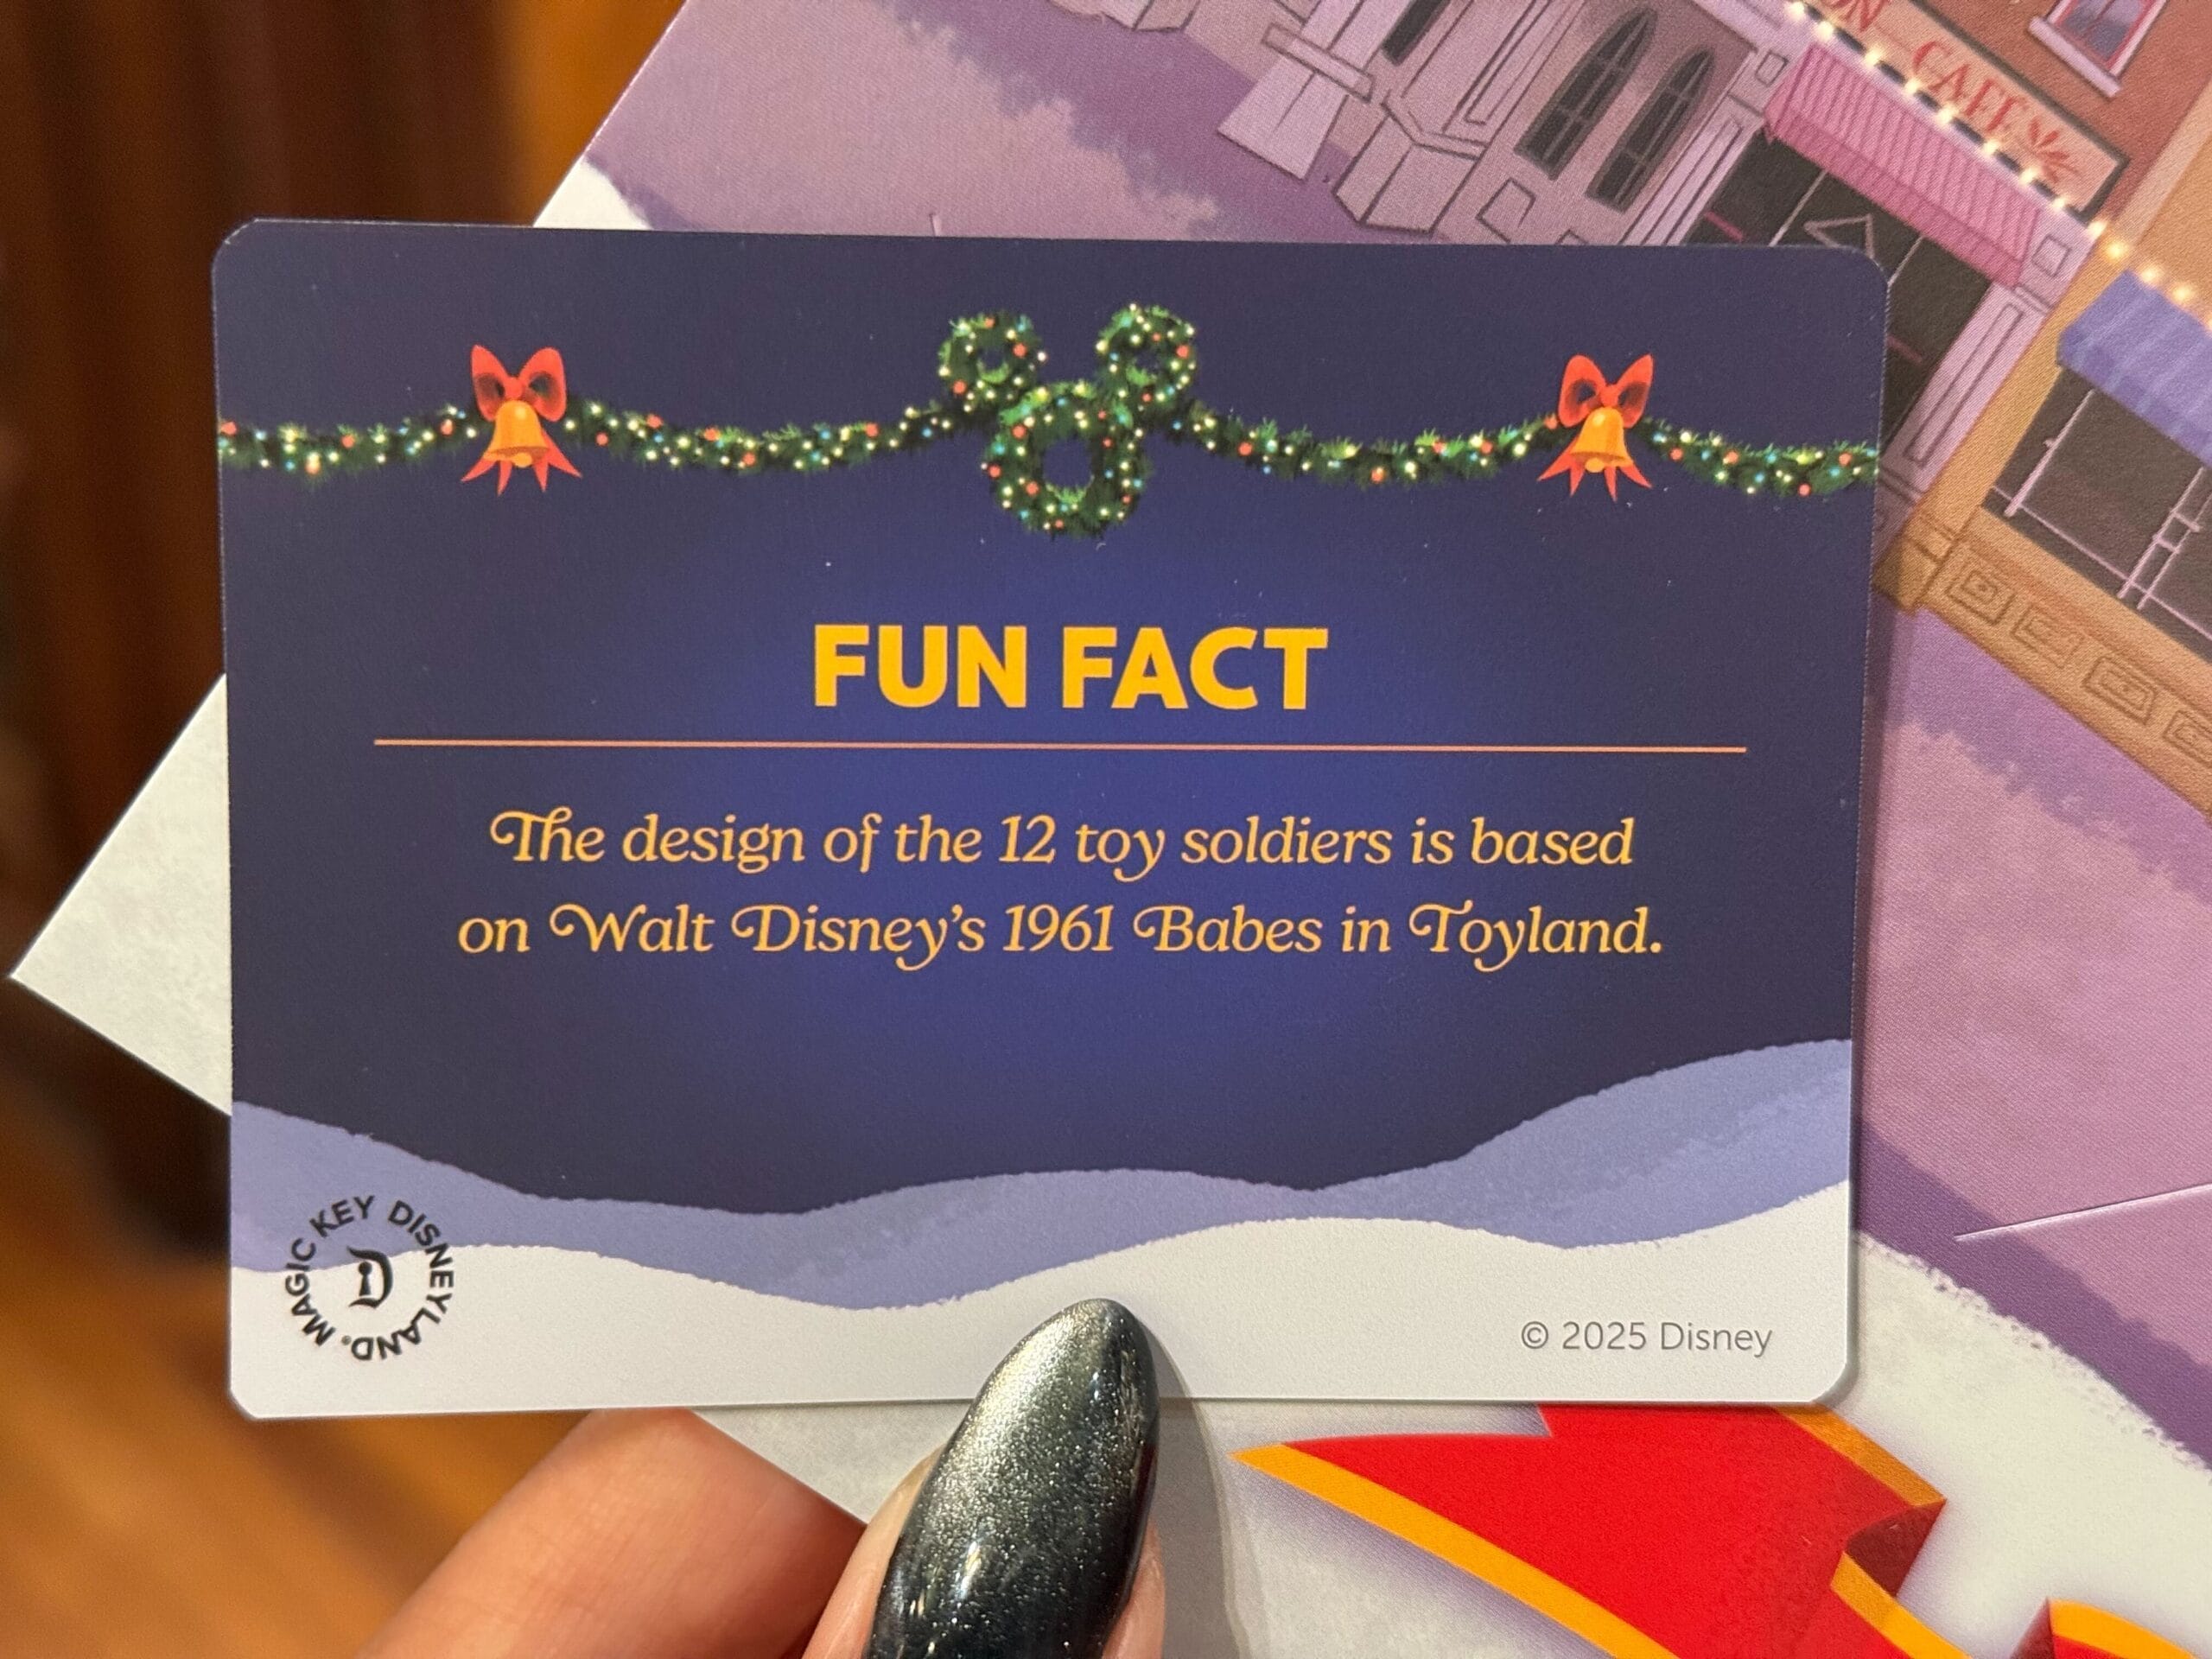 CAFÉ
FUN FACT
The design of the 12 toy soldiers is based
on Walt Disney's 1961 Babes in Toyland.
MAGIC KEY DISNEYLAND®
D
© 2025 Disney